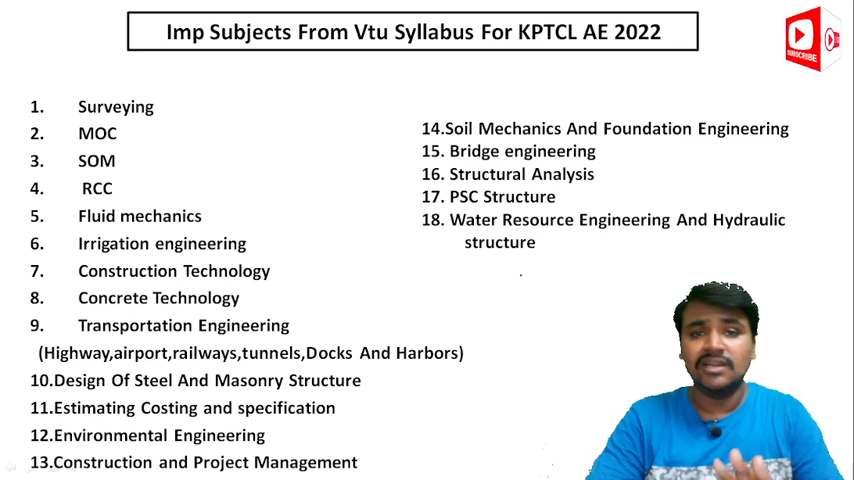 Imp Subjects From Vtu Syllabus For KPTCL AE 2022
SUBSCRIBE
1. Surveying
2. MOC
3. SOM
4. RCC
5. Fluid mechanics
6. Irrigation engineering
7. Construction Technology
8. Concrete Technology
9. Transportation Engineering
(Highway,airport,railways,tunnels,Docks And Harbors)
10.Design Of Steel And Masonry Structure
11.Estimating Costing and specification
12.Environmental Engineering
13.Construction and Project Management
14.Soil Mechanics And Foundation Engineering
15. Bridge engineering
16. Structural Analysis
17. PSC Structure
18. Water Resource Engineering And Hydraulic
structure